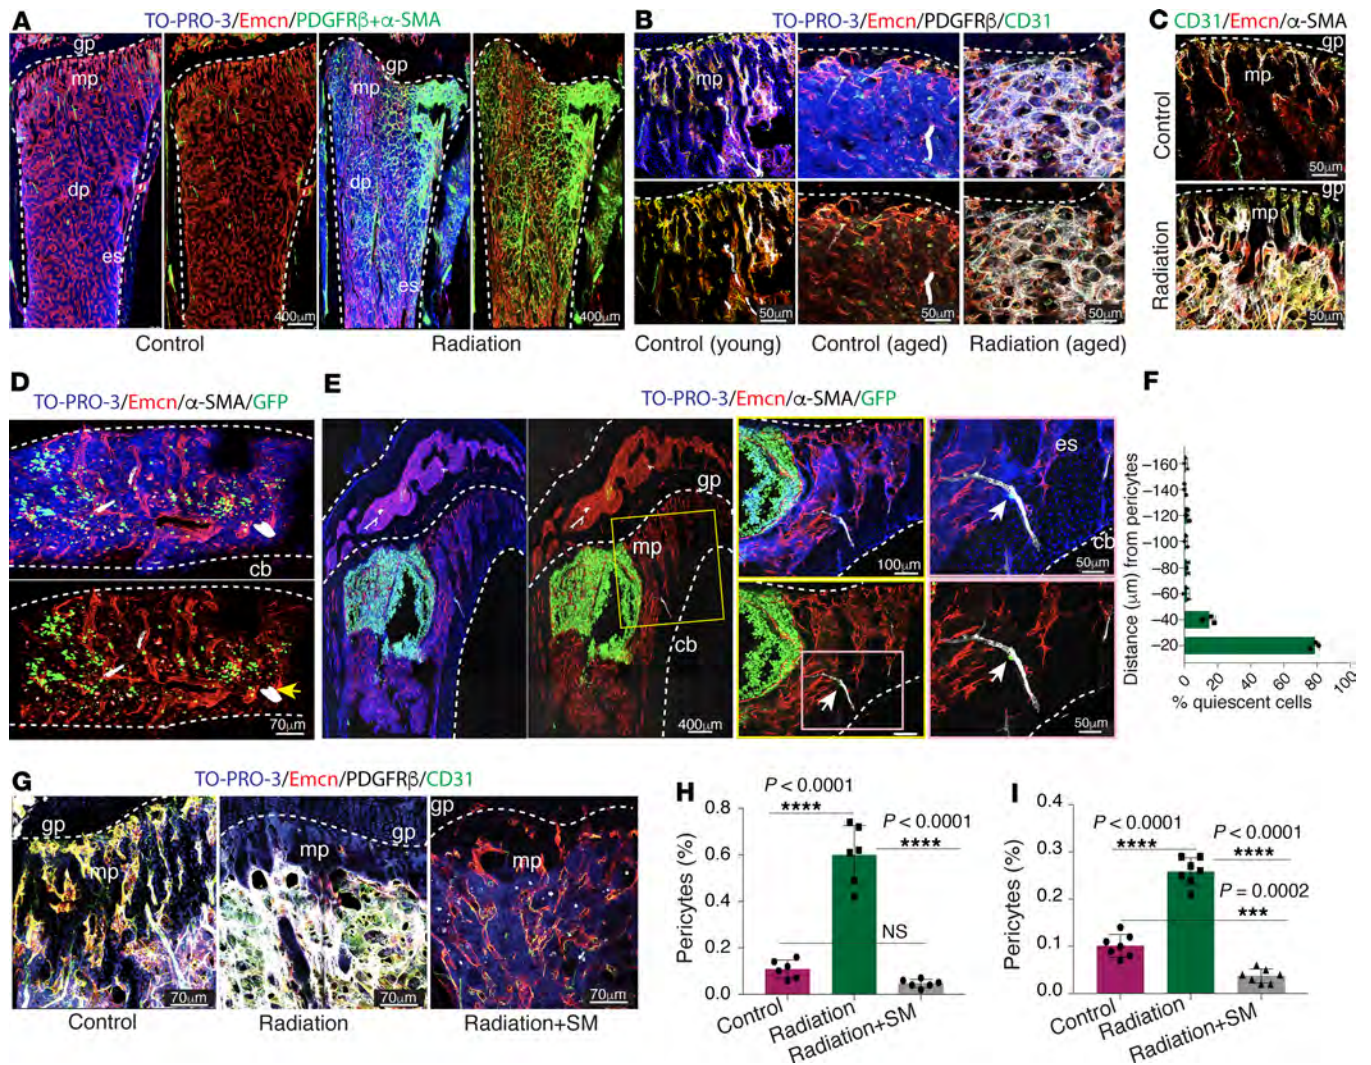 A
TO-PRO-3/Emcn/PDGFRβ+α-SMA
gp
mp
dp
es
400μm
gp
mp
dp
es
400μm
Control
Radiation
B
TO-PRO-3/Emcn/PDGFRβ/CD31
mp
50μm
50μm
50μm
Control (young)
Control (aged)
Radiation (aged)
C
CD31/Emcn/α-SMA
gp
mp
50μm
Control
gp
mp
50μm
Radiation
D
TO-PRO-3/Emcn/α-SMA/GFP
cb
70μm
E
TO-PRO-3/Emcn/α-SMA/GFP
gp
mp
cb
400μm
100μm
es
cb
50μm
50μm
F
Distance (μm) from pericytes
−160
−140
−120
−100
−80
−60
−40
−20
0 20 40 60 80 100
% quiescent cells
G
TO-PRO-3/Emcn/PDGFRβ/CD31
gp
mp
70μm
gp
mp
70μm
gp
mp
70μm
Control
Radiation
Radiation+SM
H
P < 0.0001
****
P < 0.0001
****
NS
Pericytes (%)
0.8
0.6
0.4
0.2
0.0
Control
Radiation
Radiation+SM
I
P < 0.0001
****
P < 0.0001
****
P = 0.0002
***
Pericytes (%)
0.4
0.3
0.2
0.1
0.0
Control
Radiation
Radiation+SM